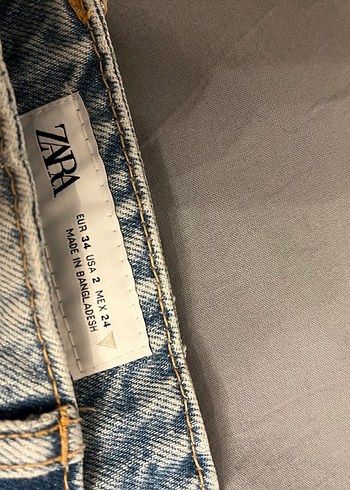 ZARA
EUR 34 USA 2 MEX 24
MADE IN BANGLADESH